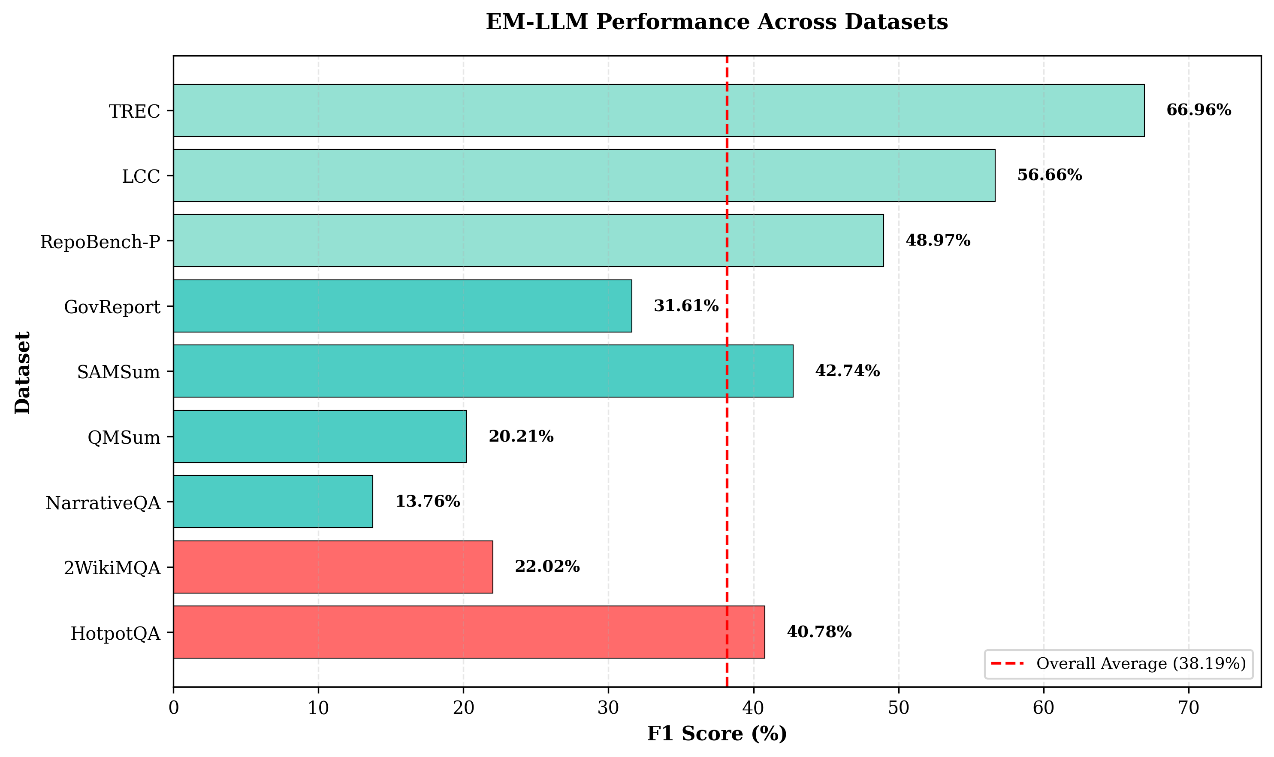 EM-LLM Performance Across Datasets
Dataset
TREC 66.96%
LCC 56.66%
RepoBench-P 48.97%
GovReport 31.61%
SAMSum 42.74%
QMSum 20.21%
NarrativeQA 13.76%
2WikiMQA 22.02%
HotpotQA 40.78%
Overall Average (38.19%)
0 10 20 30 40 50 60 70
F1 Score (%)